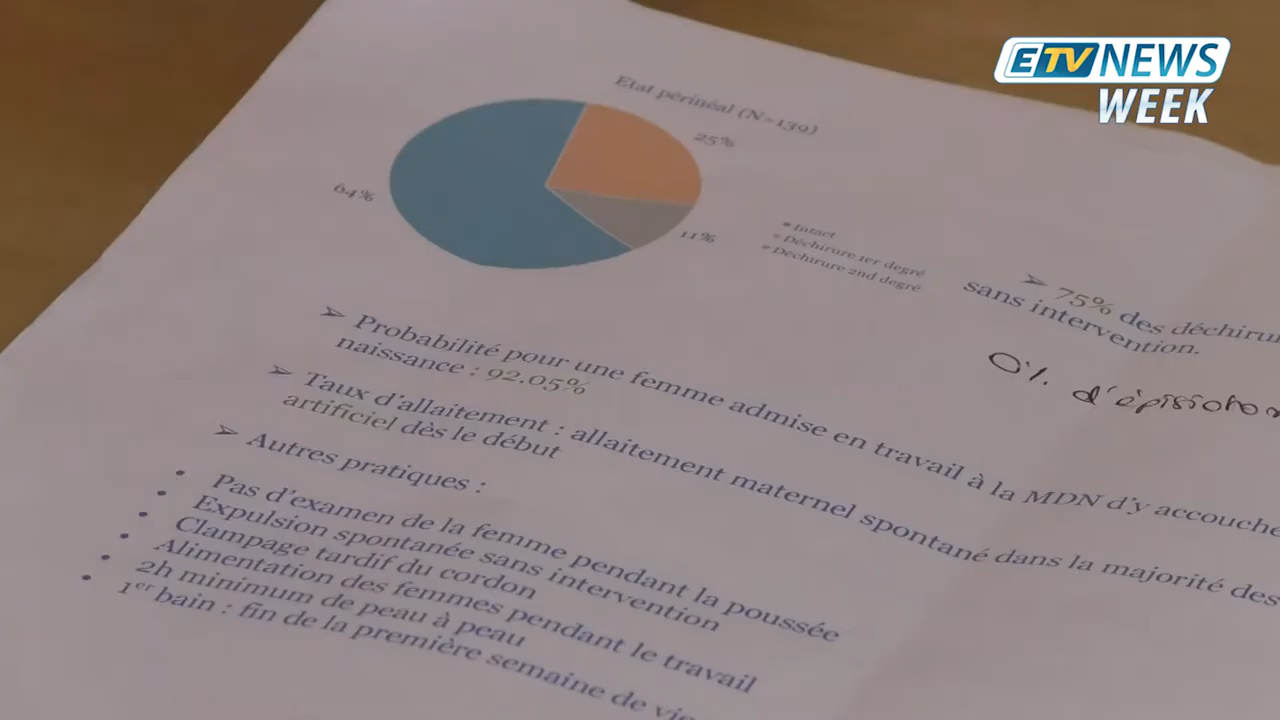 ETV NEWS
WEEK
Etat périnéal (N=139)
25%
64%
11%
Intact
Déchirure 1er degré
Déchirure 2nd degré
➢ 75% des
sans intervention.
0% 
➢ Probabilité pour une femme admise en travail à la MDN d'y
naissance : 92.05%
➢ Taux d'allaitement : allaitement maternel spontané dans la majorité des
artificiel dès le début
➢ Autres pratiques :
• Pas d'examen de la femme pendant la poussée
• Expulsion spontanée sans intervention
• Clampage tardif du cordon
• Alimentation des femmes pendant le travail
• 2h minimum de peau à peau
• 1er bain : fin de la première semaine de vie